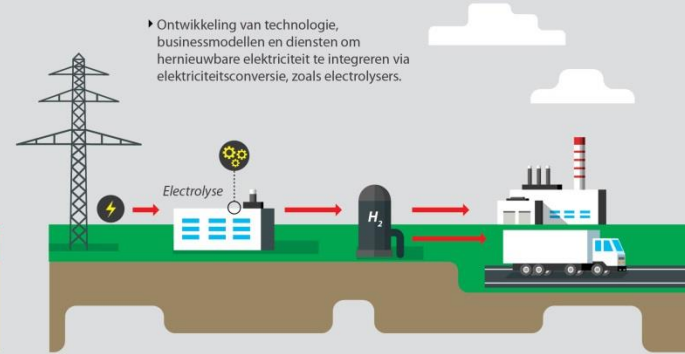 Ontwikkeling van technologie,
businessmodellen en diensten om
hernieuwbare elektriciteit te integreren via
elektriciteitsconversie, zoals electrolysers.
Electrolyse
H₂